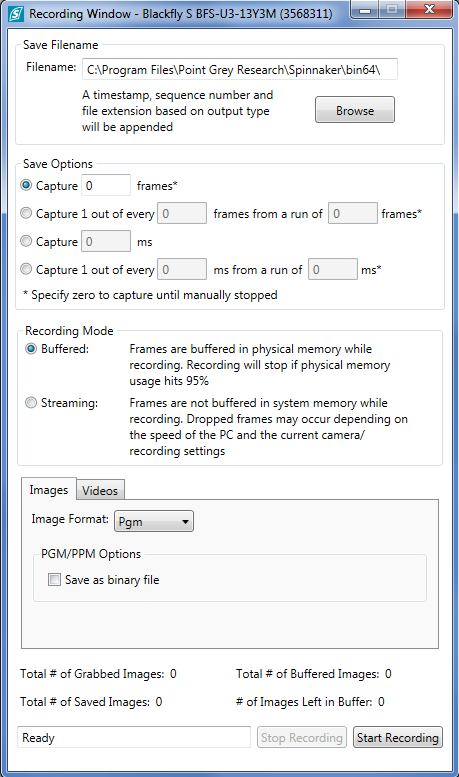 Recording Window - Blackfly S BFS-U3-13Y3M (3568311)
Save Filename
Filename: C:\Program Files\Point Grey Research\Spinnaker\bin64\
A timestamp, sequence number and
file extension based on output type
will be appended
Browse
Save Options
Capture 0 frames*
Capture 1 out of every 0 frames from a run of 0 frames*
Capture 0 ms
Capture 1 out of every 0 ms from a run of 0 ms*
* Specify zero to capture until manually stopped
Recording Mode
Buffered: Frames are buffered in physical memory while
recording. Recording will stop if physical memory
usage hits 95%
Streaming: Frames are not buffered in system memory while
recording. Dropped frames may occur depending on
the speed of the PC and the current camera/
recording settings
Images Videos
Image Format: Pgm
PGM/PPM Options
Save as binary file
Total # of Grabbed Images: 0 Total # of Buffered Images: 0
Total # of Saved Images: 0 # of Images Left in Buffer: 0
Ready Stop Recording Start Recording